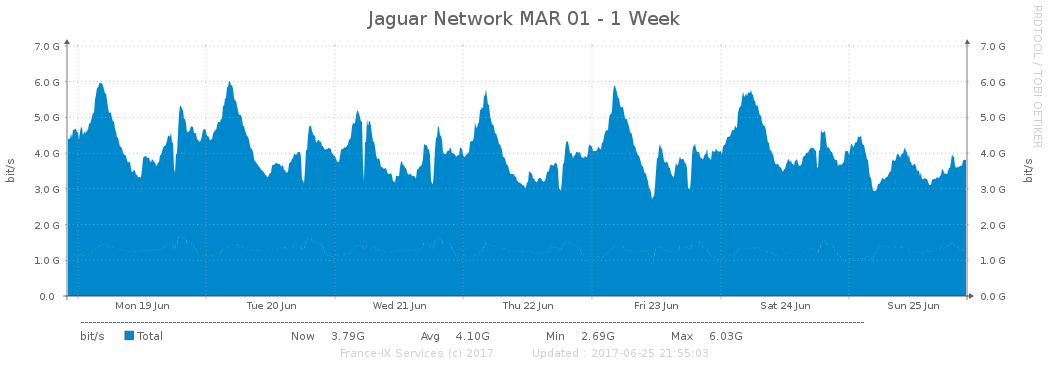 Jaguar Network MAR 01 - 1 Week
RRDTOOL / TOBI OETIKER
bit/s
7.0 G
6.0 G
5.0 G
4.0 G
3.0 G
2.0 G
1.0 G
0.0
7.0 G
6.0 G
5.0 G
4.0 G
3.0 G
2.0 G
1.0 G
0.0 G
bit/s
Mon 19 Jun Tue 20 Jun Wed 21 Jun Thu 22 Jun Fri 23 Jun Sat 24 Jun Sun 25 Jun
bit/s Total Now 3.79G Avg 4.10G Min 2.69G Max 6.03G
France-IX Services (c) 2017 Updated : 2017-06-25 21:55:03